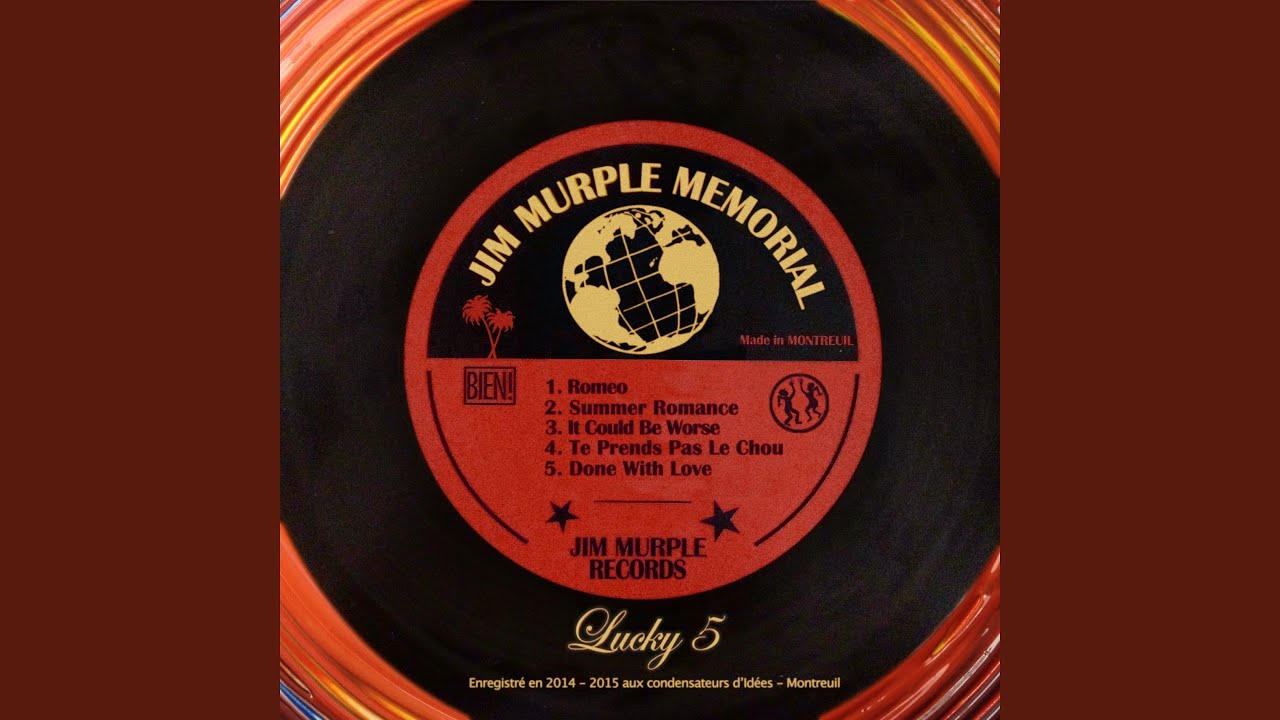 JIM MURPLE MEMORIAL
Made in MONTREUIL
BIEN!
1. Romeo
2. Summer Romance
3. It Could Be Worse
4. Te Prends Pas Le Chou
5. Done With Love
JIM MURPLE
RECORDS
Lucky 5
Enregistré en 2014 – 2015 aux condensateurs d'Idées – Montreuil